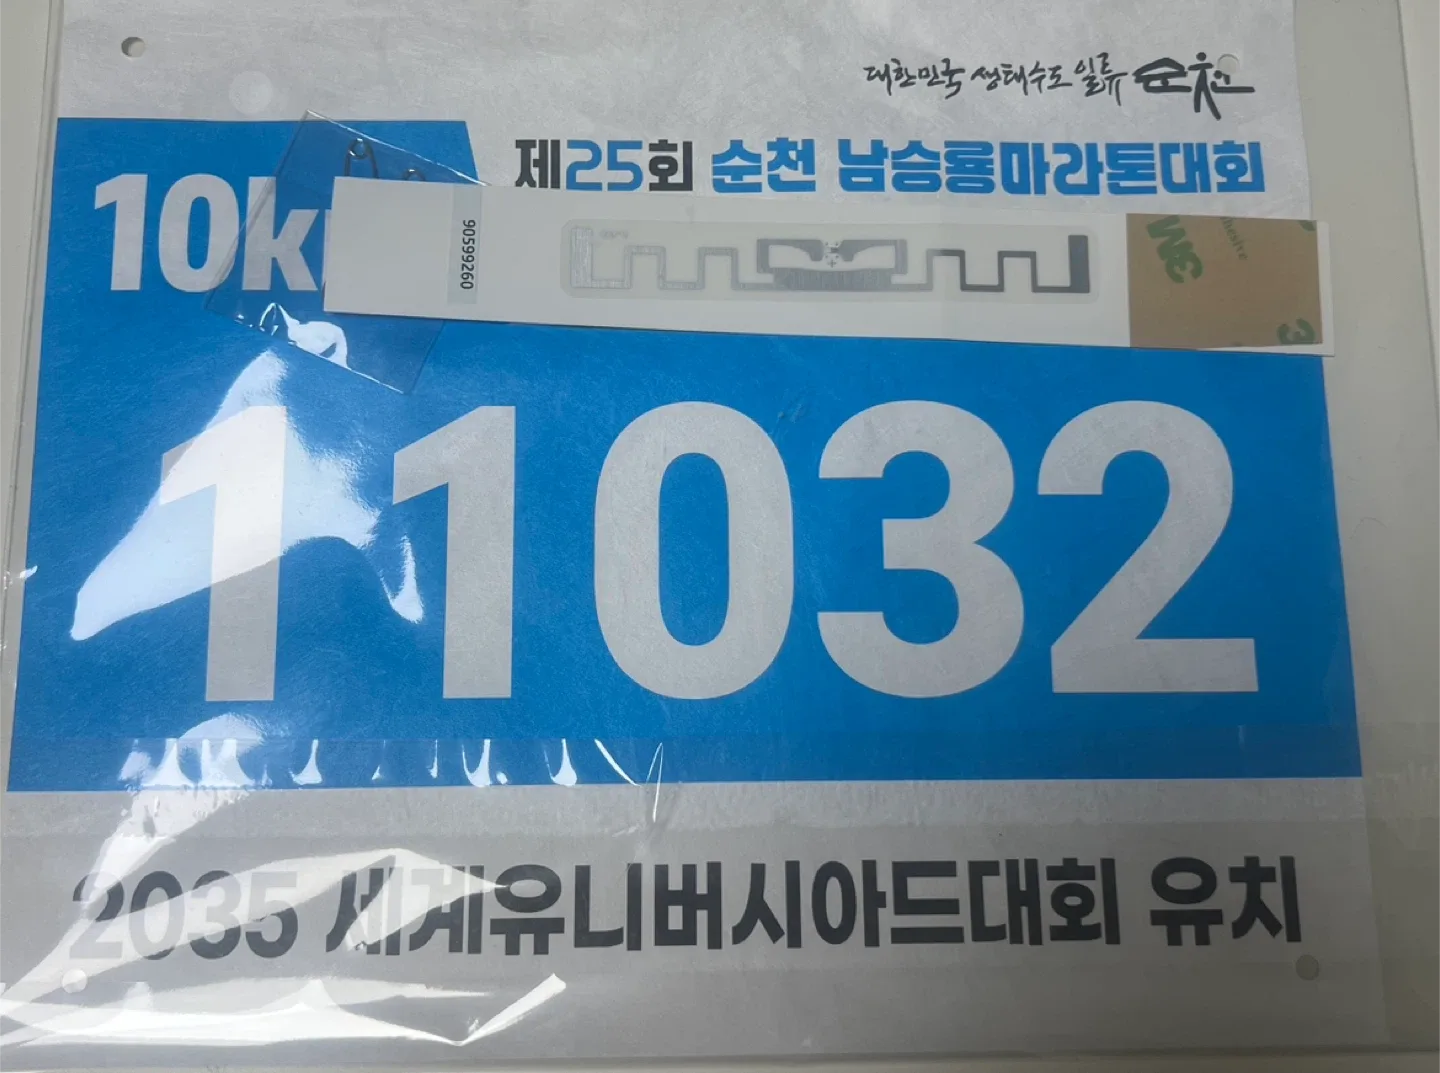 대한민국 생태수도 일류 순천
제25회 순천 남승룡마라톤대회
10k
90599260
3M
11032
2035 세계유니버시아드대회 유치